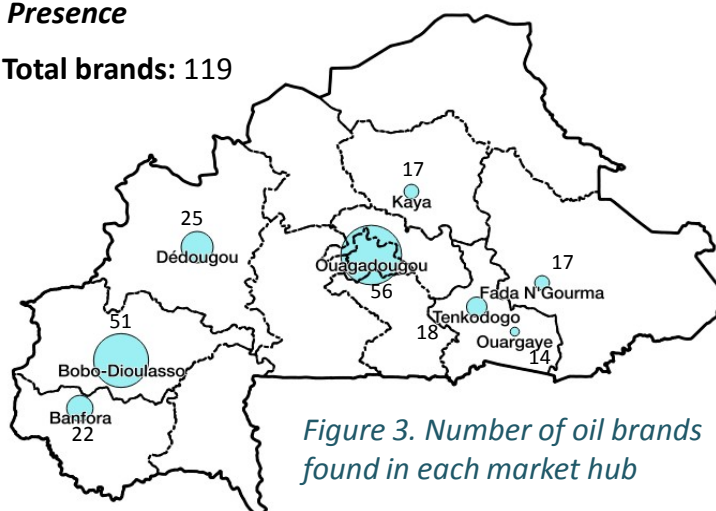 Presence
Total brands: 119
17
Kaya
25
Dédougou
Ouagadougou
56
17
Fada N'Gourma
Tenkodogo
18
Ouargaye
14
51
Bobo-Dioulasso
Banfora
22
Figure 3. Number of oil brands
found in each market hub